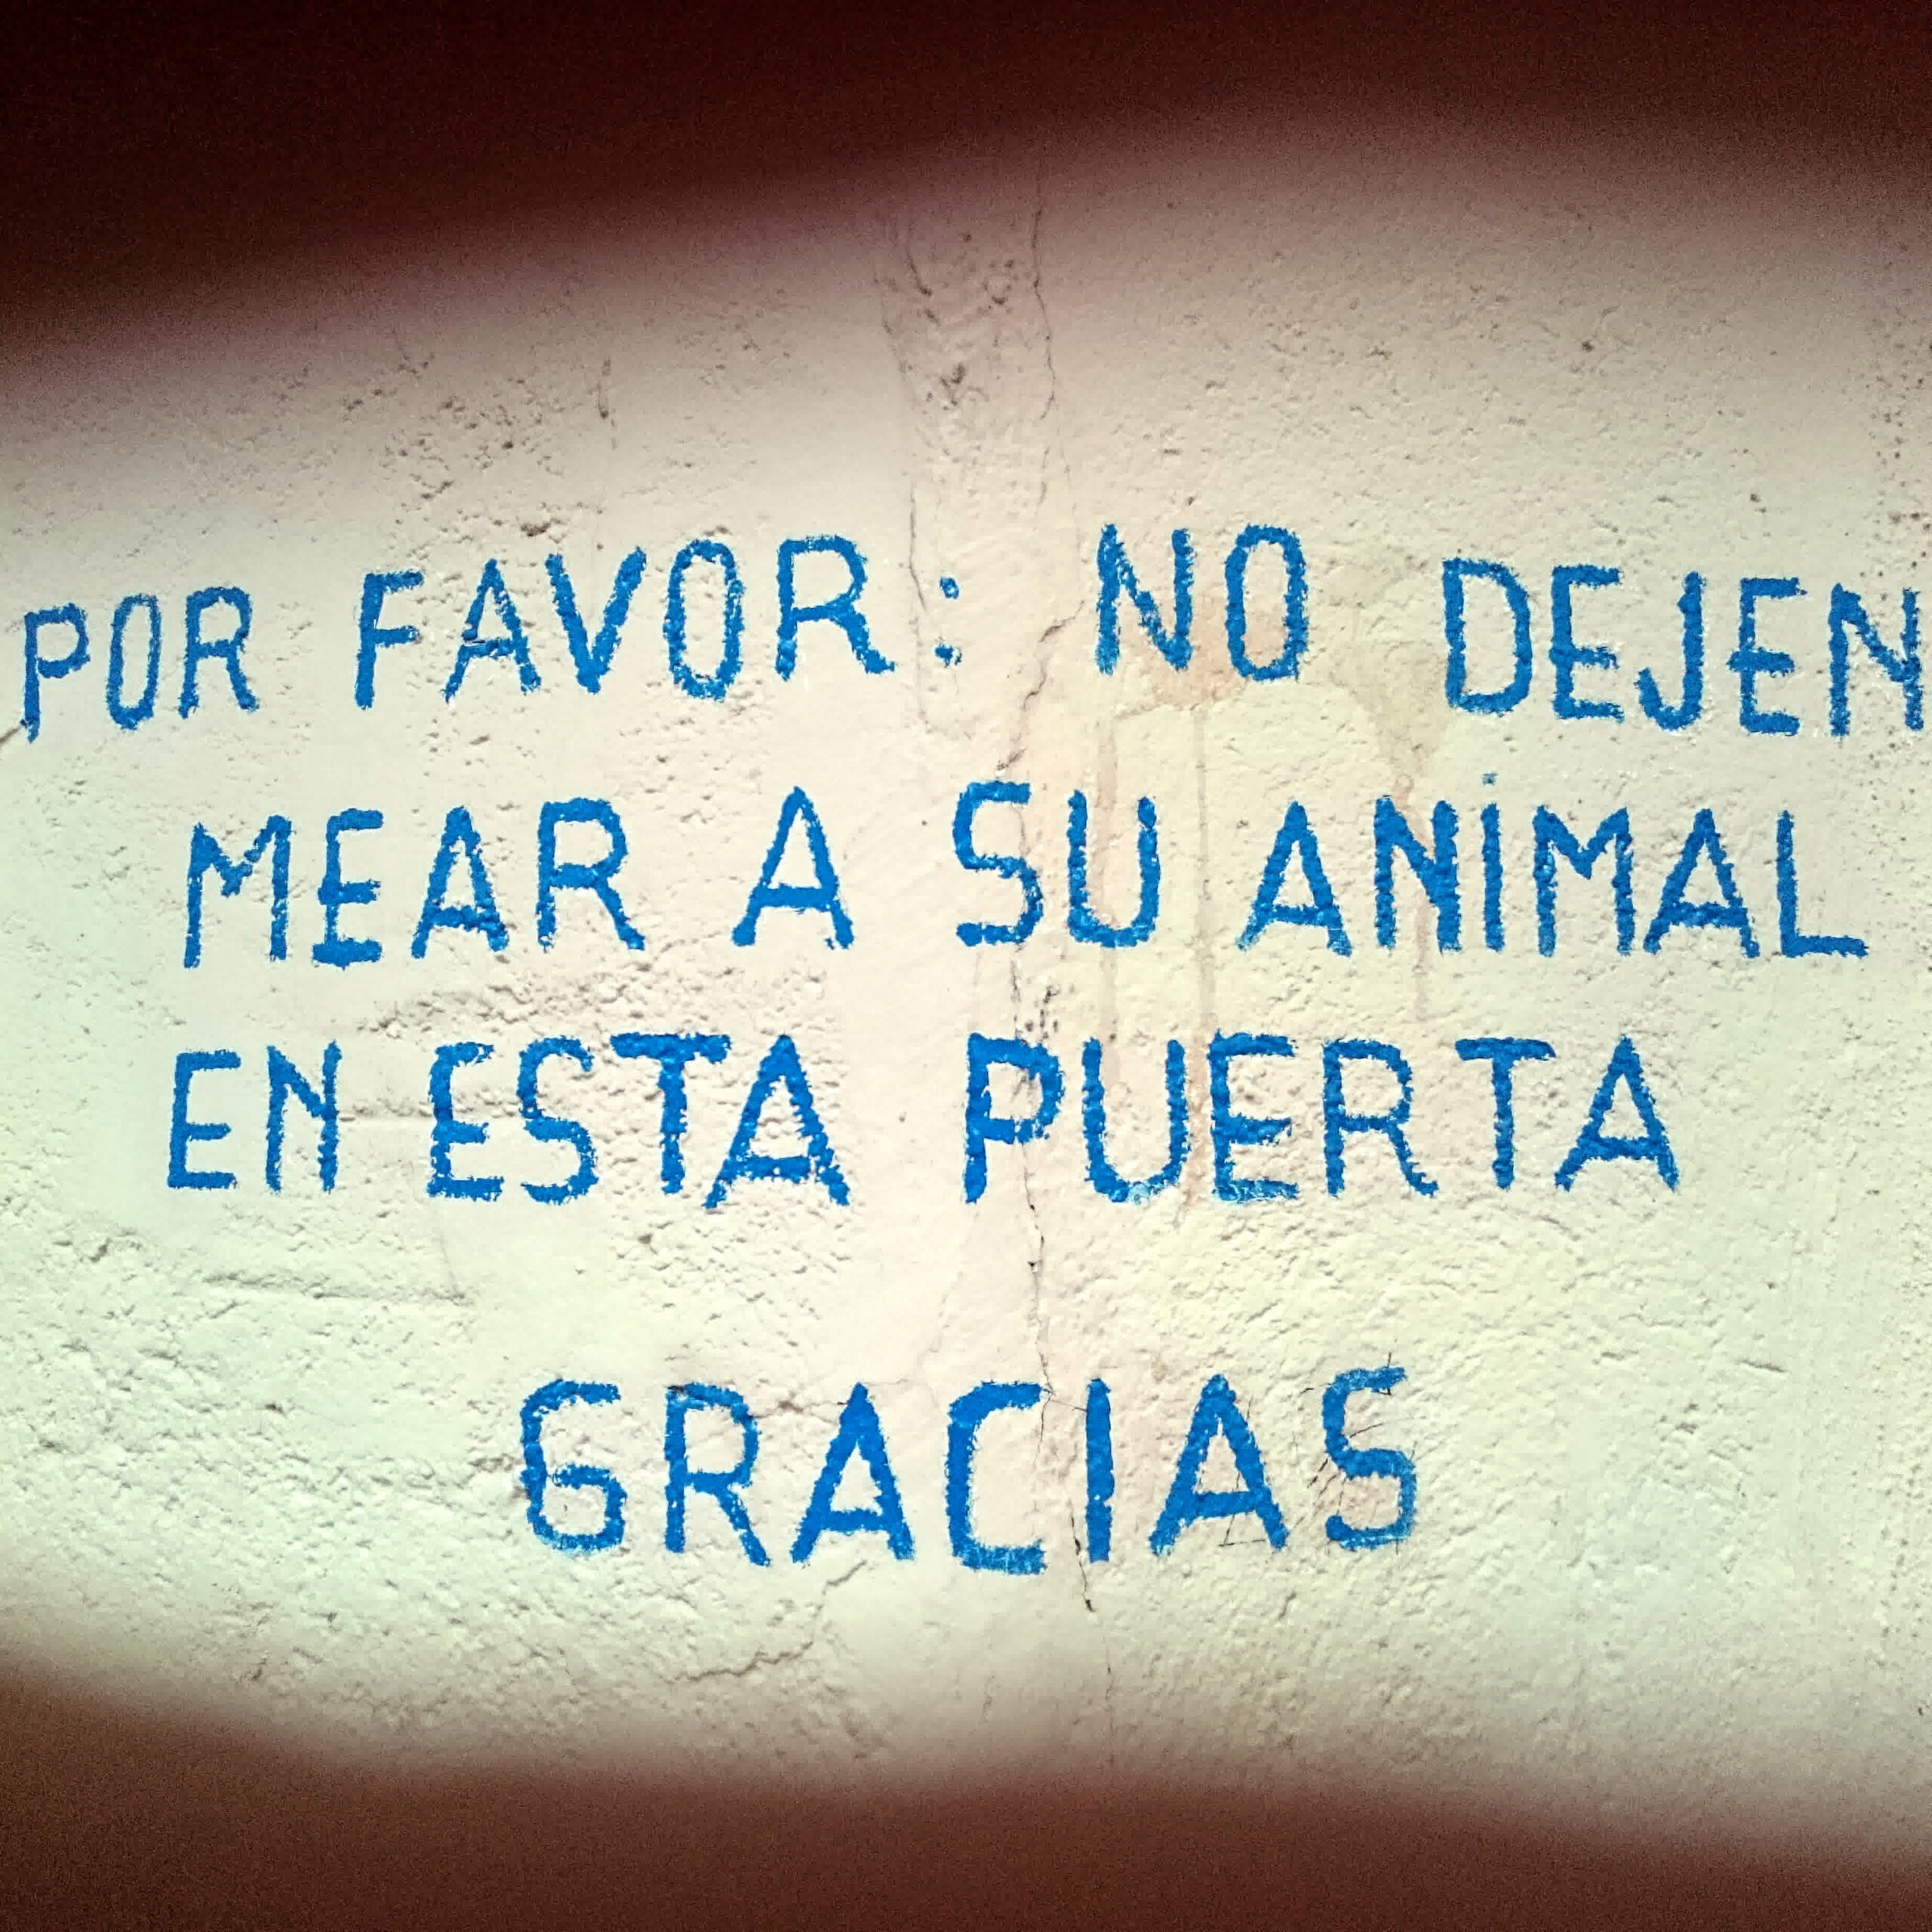 POR FAVOR: NO DEJEN
MEAR A SU ANiMAL
EN ESTA PUERTA
GRACIAS